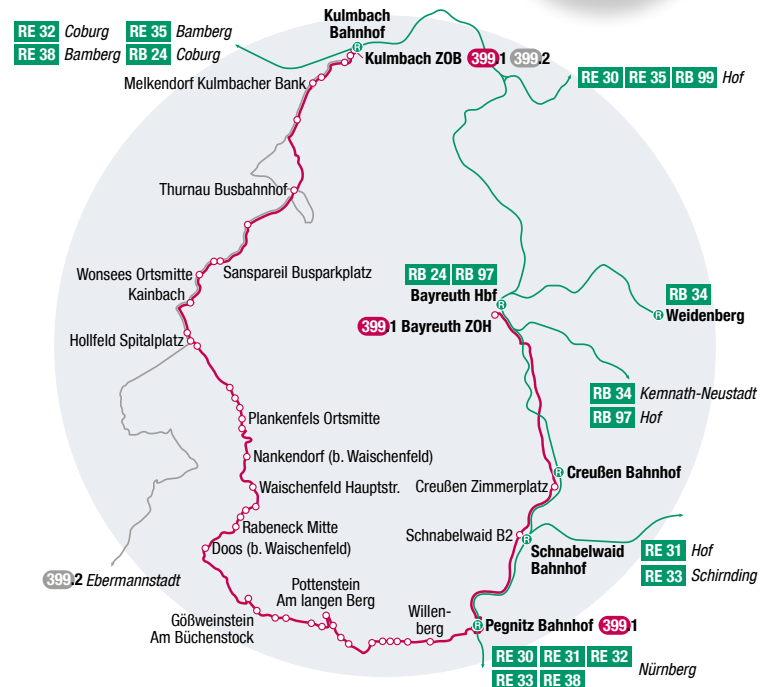 Kulmbach
Bahnhof
RE 32 Coburg RE 35 Bamberg
RE 38 Bamberg RB 24 Coburg
Kulmbach ZOB 399.1 399.2
RE 30 RE 35 RB 99 Hof
Melkendorf Kulmbacher Bank
Thurnau Busbahnhof
Sanspareil Busparkplatz
Wonsees Ortsmitte
Kainbach
RB 24 RB 97
Bayreuth Hbf
R
RB 34
R Weidenberg
399.1 Bayreuth ZOH
Hollfeld Spitalplatz
RB 34 Kemnath-Neustadt
RB 97 Hof
Plankenfels Ortsmitte
Nankendorf (b. Waischenfeld)
R Creußen Bahnhof
Waischenfeld Hauptstr.
Creußen Zimmerplatz
Rabeneck Mitte
Schnabelwaid B2
Doos (b. Waischenfeld)
R Schnabelwaid
Bahnhof
RE 31 Hof
RE 33 Schirnding
399.2 Ebermannstadt
Pottenstein
Am langen Berg
Gößweinstein
Am Büchenstock
Willen-
berg
R Pegnitz Bahnhof 399.1
RE 30 RE 31 RE 32
RE 33 RE 38
Nürnberg
R